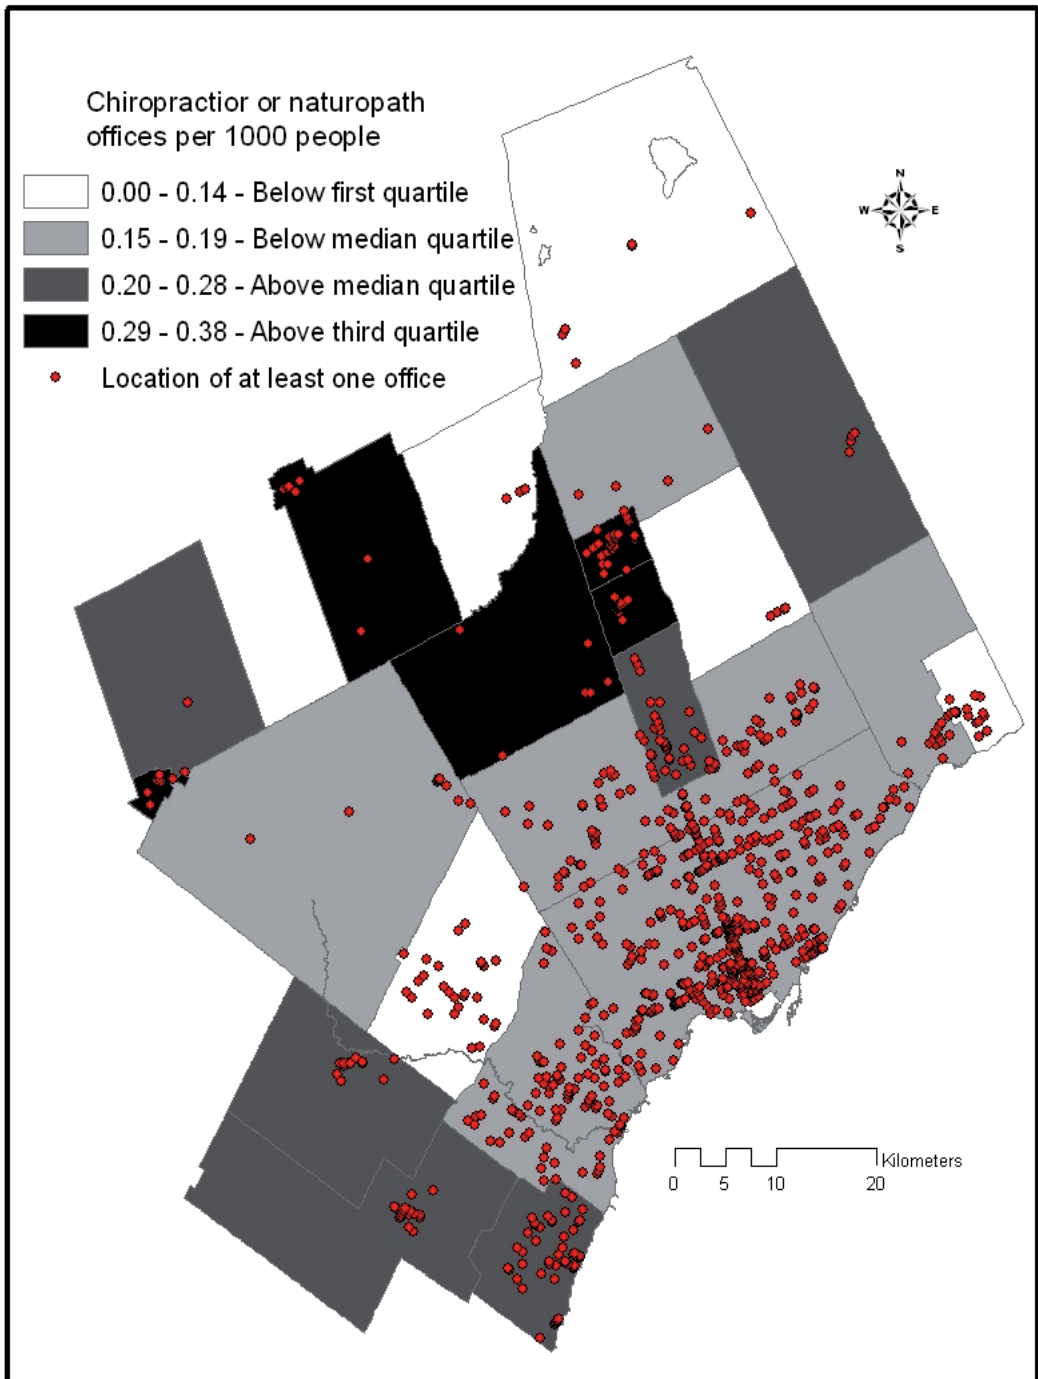 Chiropractior or naturopath
offices per 1000 people
0.00 - 0.14 - Below first quartile
0.15 - 0.19 - Below median quartile
0.20 - 0.28 - Above median quartile
0.29 - 0.38 - Above third quartile
Location of at least one office
N
W E
S
Kilometers
0 5 10 20